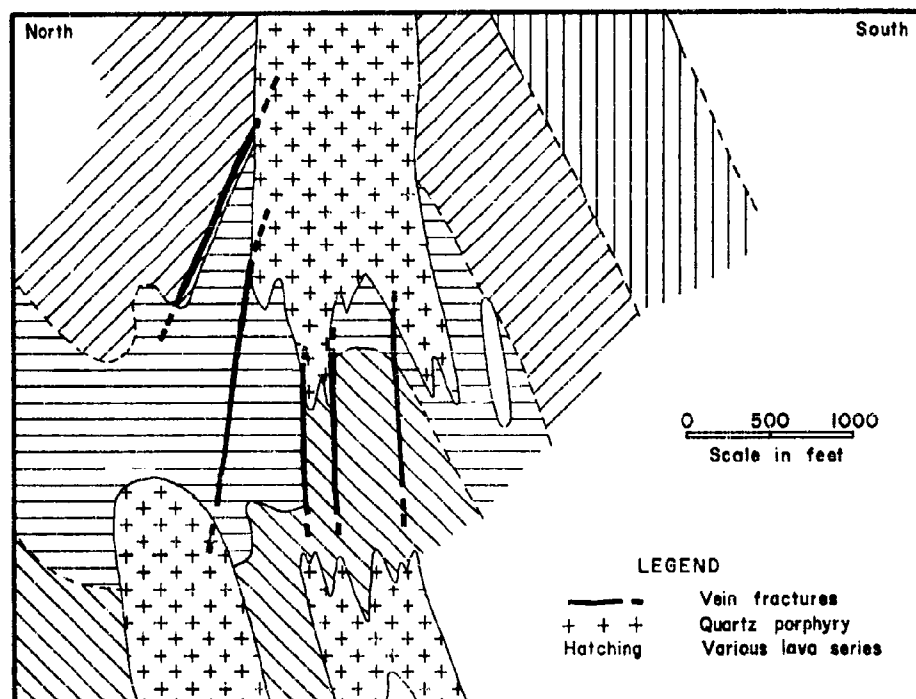 North
South
0 500 1000
Scale in feet
LEGEND
Vein fractures
Quartz porphyry
Hatching Various lava series